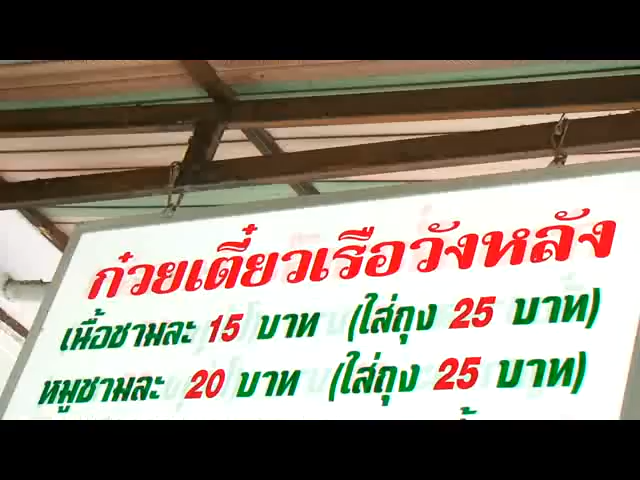 ก๋วยเตี๋ยวเรือวังหลัง
เนื้อชามละ 15 บาท (ใส่ถุง 25 บาท)
หมูชามละ 20 บาท (ใส่ถุง 25 บาท)